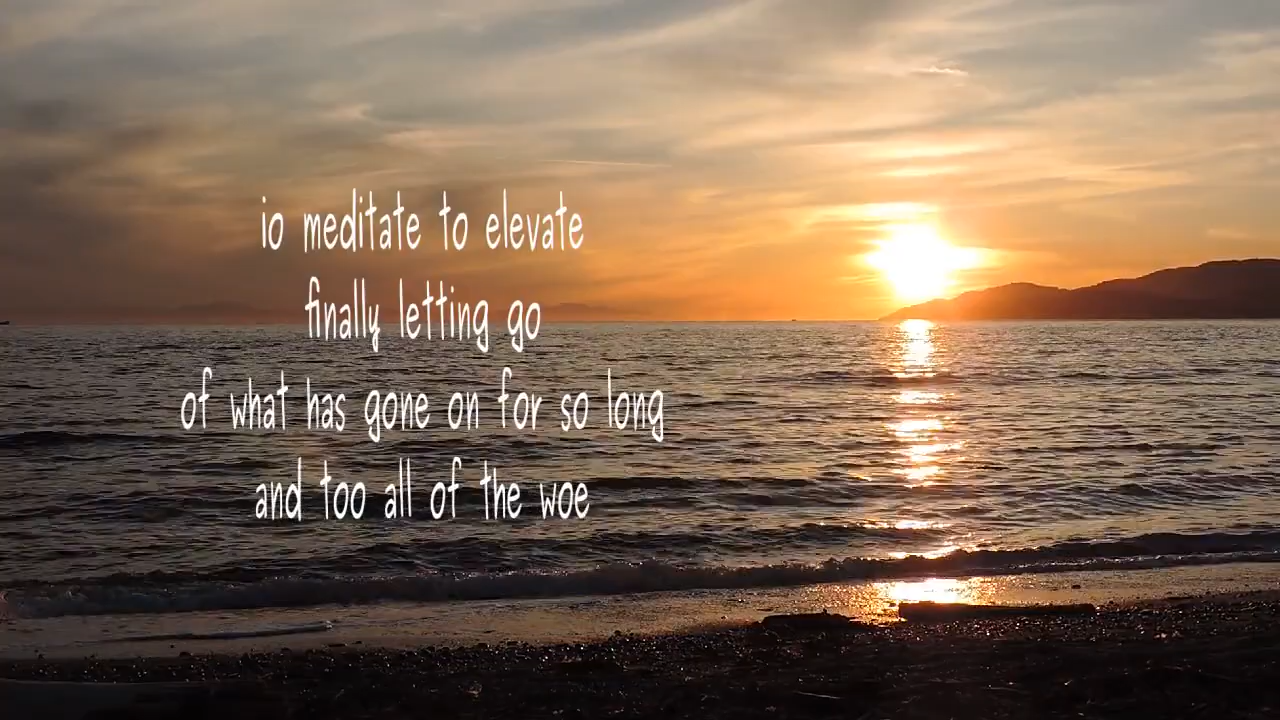 io meditate to elevate
finally letting go
of what has gone on for so long
and too all of the woe